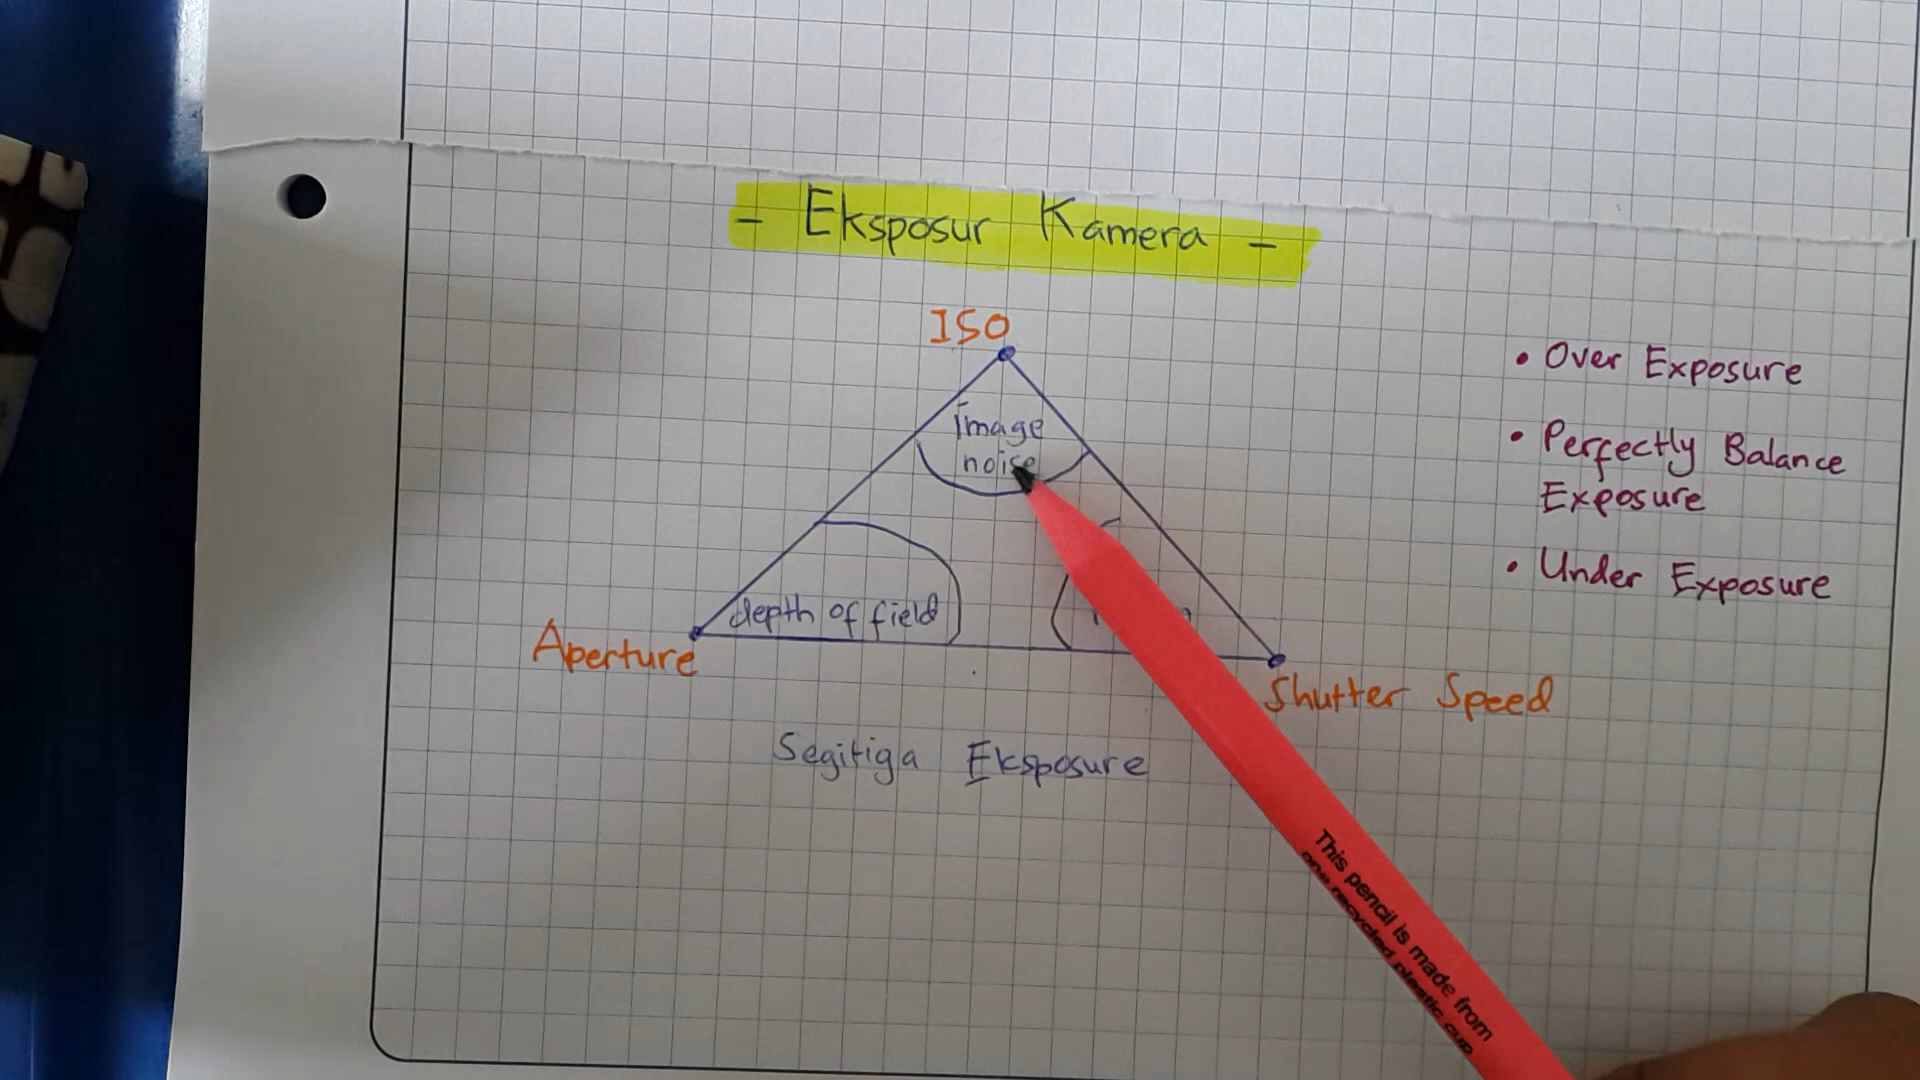 - Eksposur Kamera -
ISO
image
noise
depth of field
Aperture
Shutter Speed
Segitiga Eksposure
• Over Exposure
• Perfectly Balance
Exposure
• Under Exposure
This pencil is made from
one recycled plastic cup